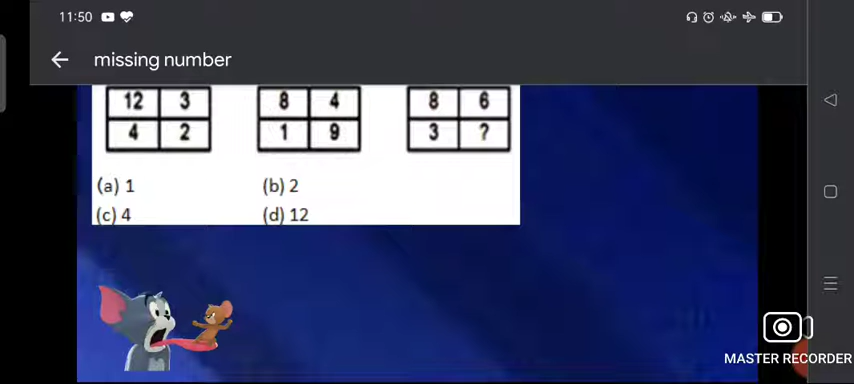 11:50
missing number
12 3 8 4 8 6
4 2 1 9 3 ?
(a) 1 (b) 2
(c) 4 (d) 12
MASTER RECORDER